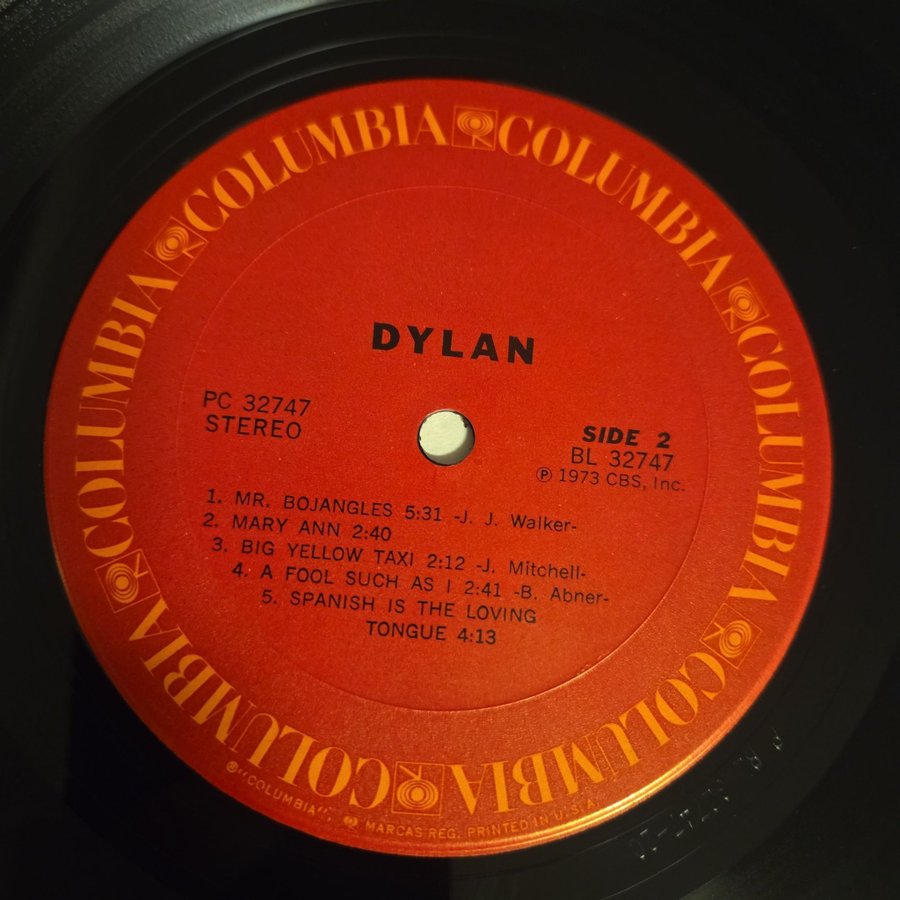 COLUMBIA COLUMBIA COLUMBIA COLUMBIA COLUMBIA COLUMBIA
DYLAN
PC 32747
STEREO
SIDE 2
BL 32747
Ⓟ 1973 CBS, Inc.
1. MR. BOJANGLES 5:31 -J. J. Walker-
2. MARY ANN 2:40
3. BIG YELLOW TAXI 2:12 -J. Mitchell-
4. A FOOL SUCH AS I 2:41 -B. Abner-
5. SPANISH IS THE LOVING
TONGUE 4:13
® "COLUMBIA", MARCAS REG. PRINTED IN U.S.A.